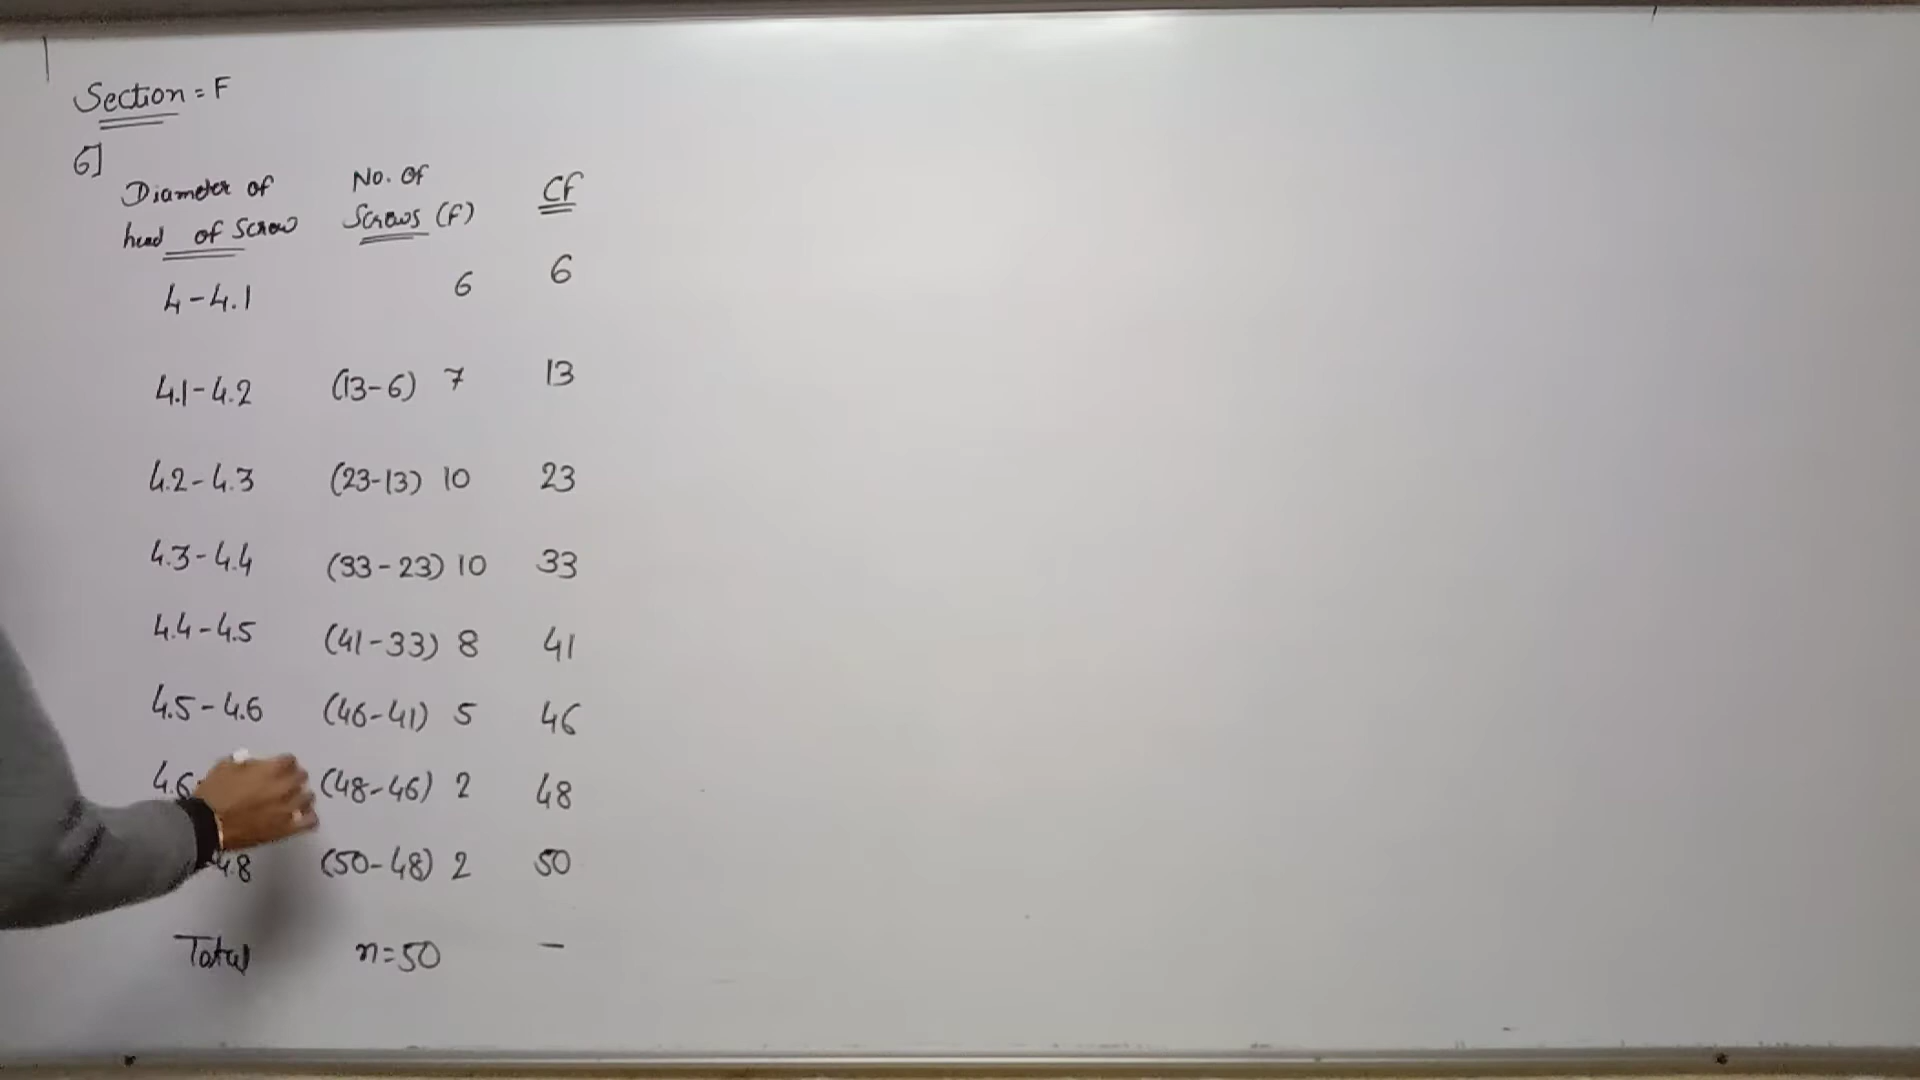 Section = F
6]
Diameter of head of Screw No. of Screws (F) CF
4-4.1 6 6
4.1-4.2 (13-6) 7 13
4.2-4.3 (23-13) 10 23
4.3-4.4 (33-23) 10 33
4.4-4.5 (41-33) 8 41
4.5-4.6 (46-41) 5 46
4.6- (48-46) 2 48
4.8 (50-48) 2 50
Total n=50 —